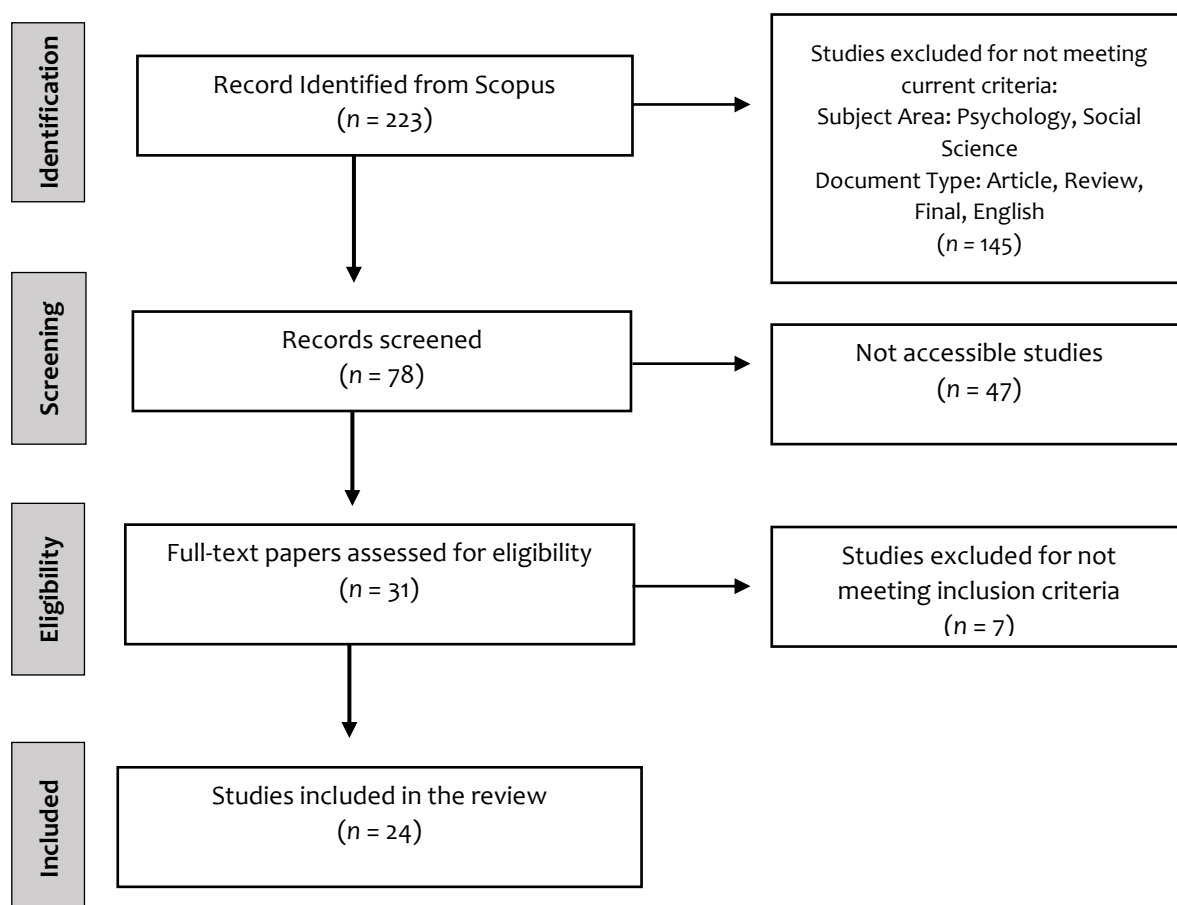 Identification
Record Identified from Scopus
(n = 223)
Studies excluded for not meeting
current criteria:
Subject Area: Psychology, Social
Science
Document Type: Article, Review,
Final, English
(n = 145)
Screening
Records screened
(n = 78)
Not accessible studies
(n = 47)
Eligibility
Full-text papers assessed for eligibility
(n = 31)
Studies excluded for not
meeting inclusion criteria
(n = 7)
Included
Studies included in the review
(n = 24)